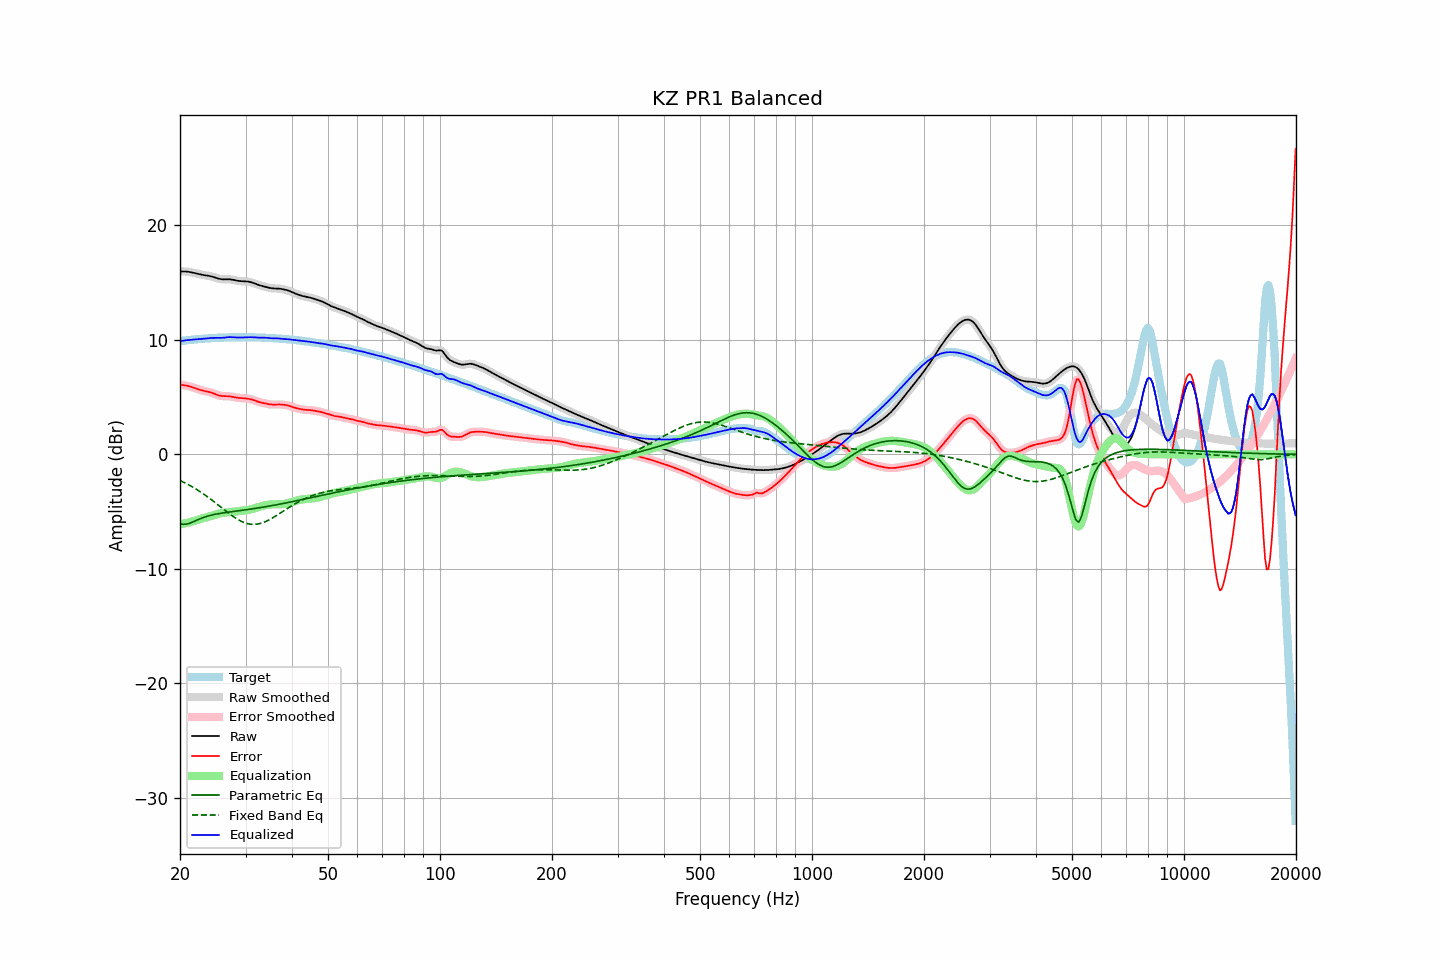 KZ PR1 Balanced
Amplitude (dBr)
20
10
0
−10
−20
−30
Target
Raw Smoothed
Error Smoothed
Raw
Error
Equalization
Parametric Eq
Fixed Band Eq
Equalized
20 50 100 200 500 1000 2000 5000 10000 20000
Frequency (Hz)